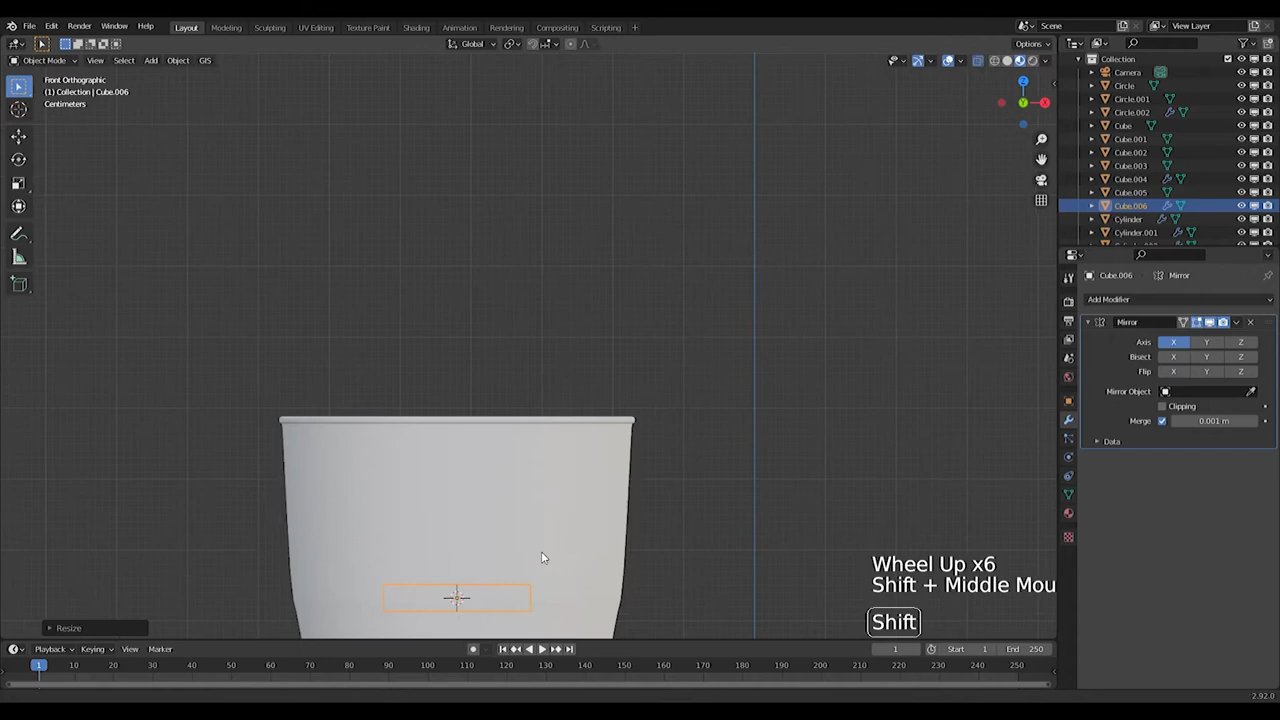 File Edit Render Window Help Layout Modeling Sculpting UV Editing Texture Paint Shading Animation Rendering Compositing Scripting Scene View Layer
Global Options
Object Mode View Select Add Object GIS
Front Orthographic
(1) Collection | Cube.006
Centimeters
Z
X
Y
Collection
Camera
Circle
Circle.001
Circle.002
Cube
Cube.001
Cube.002
Cube.003
Cube.004
Cube.005
Cube.006
Cylinder
Cylinder.001
Cube.006 Mirror
Add Modifier
Mirror
Axis X Y Z
Bisect X Y Z
Flip X Y Z
Mirror Object
Clipping
Merge 0.001 m
Data
Wheel Up x6
Shift + Middle Mou
Shift
Resize
Playback Keying View Marker 1 Start 1 End 250
1 10 20 30 40 50 60 70 80 90 100 110 120 130 140 150 160 170 180 190 200 210 220 230 240 250
2.92.0